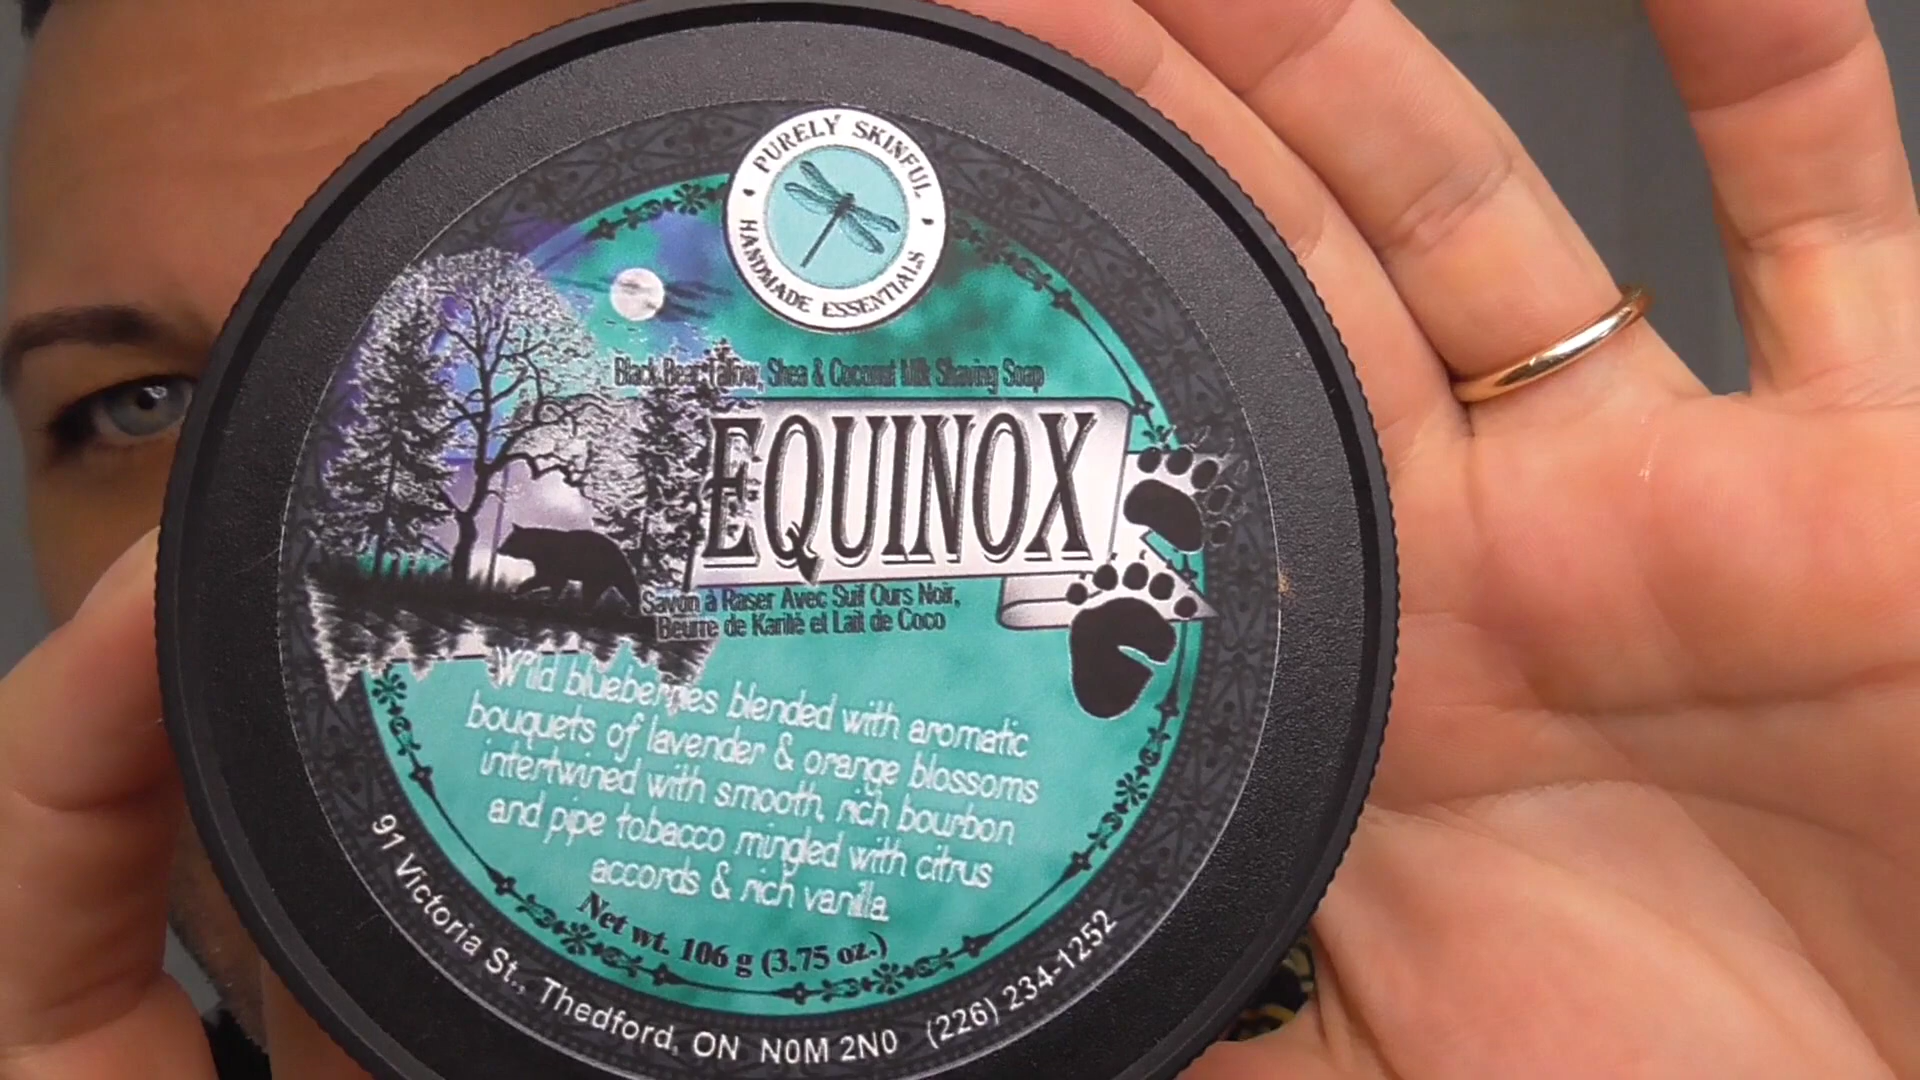 PURELY SKINFUL
HANDMADE ESSENTIALS
Black Bear Tallow, Shea & Coconut Milk Shaving Soap
EQUINOX
Savon à Raser Avec Suif Ours Noir,
Beurre de Karité et Lait de Coco
Wild blueberries blended with aromatic
bouquets of lavender & orange blossoms
intertwined with smooth, rich bourbon
and pipe tobacco mingled with citrus
accords & rich vanilla
Net wt. 106 g (3.75 oz.)
91 Victoria St., Thedford, ON N0M 2N0 (226) 234-1252